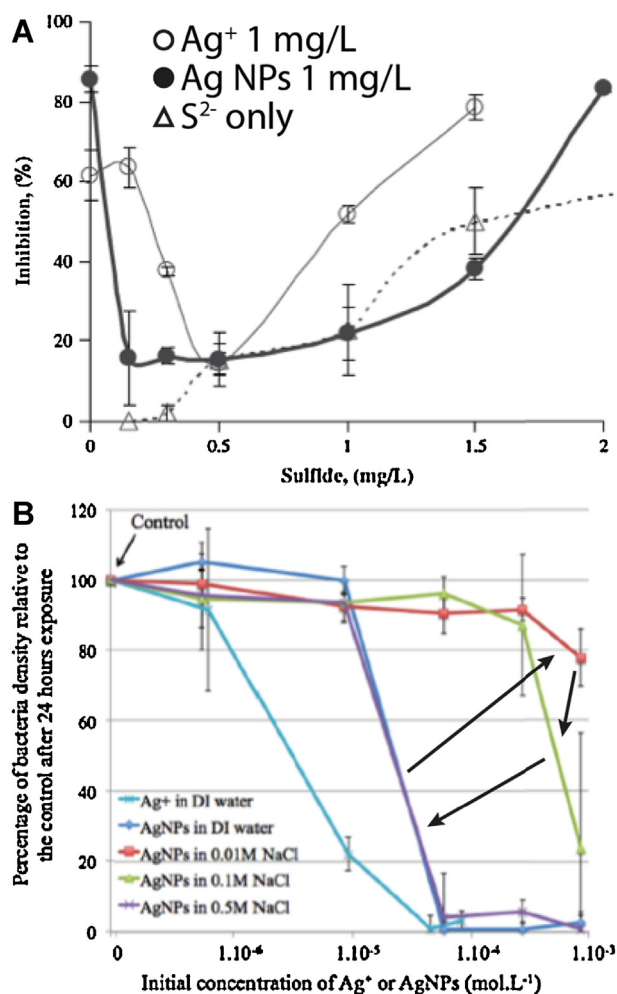 A
Ag⁺ 1 mg/L
Ag NPs 1 mg/L
S²⁻ only
100
80
60
40
20
0
Inhibition, (%)
0 0.5 1 1.5 2
Sulfide, (mg/L)
B
120
100
80
60
40
20
0
Percentage of bacteria density relative to
the control after 24 hours exposure
Control
Ag+ in DI water
AgNPs in DI water
AgNPs in 0.01M NaCl
AgNPs in 0.1M NaCl
AgNPs in 0.5M NaCl
0 1.10⁻⁶ 1.10⁻⁵ 1.10⁻⁴ 1.10⁻³
Initial concentration of Ag⁺ or AgNPs (mol.L⁻¹)